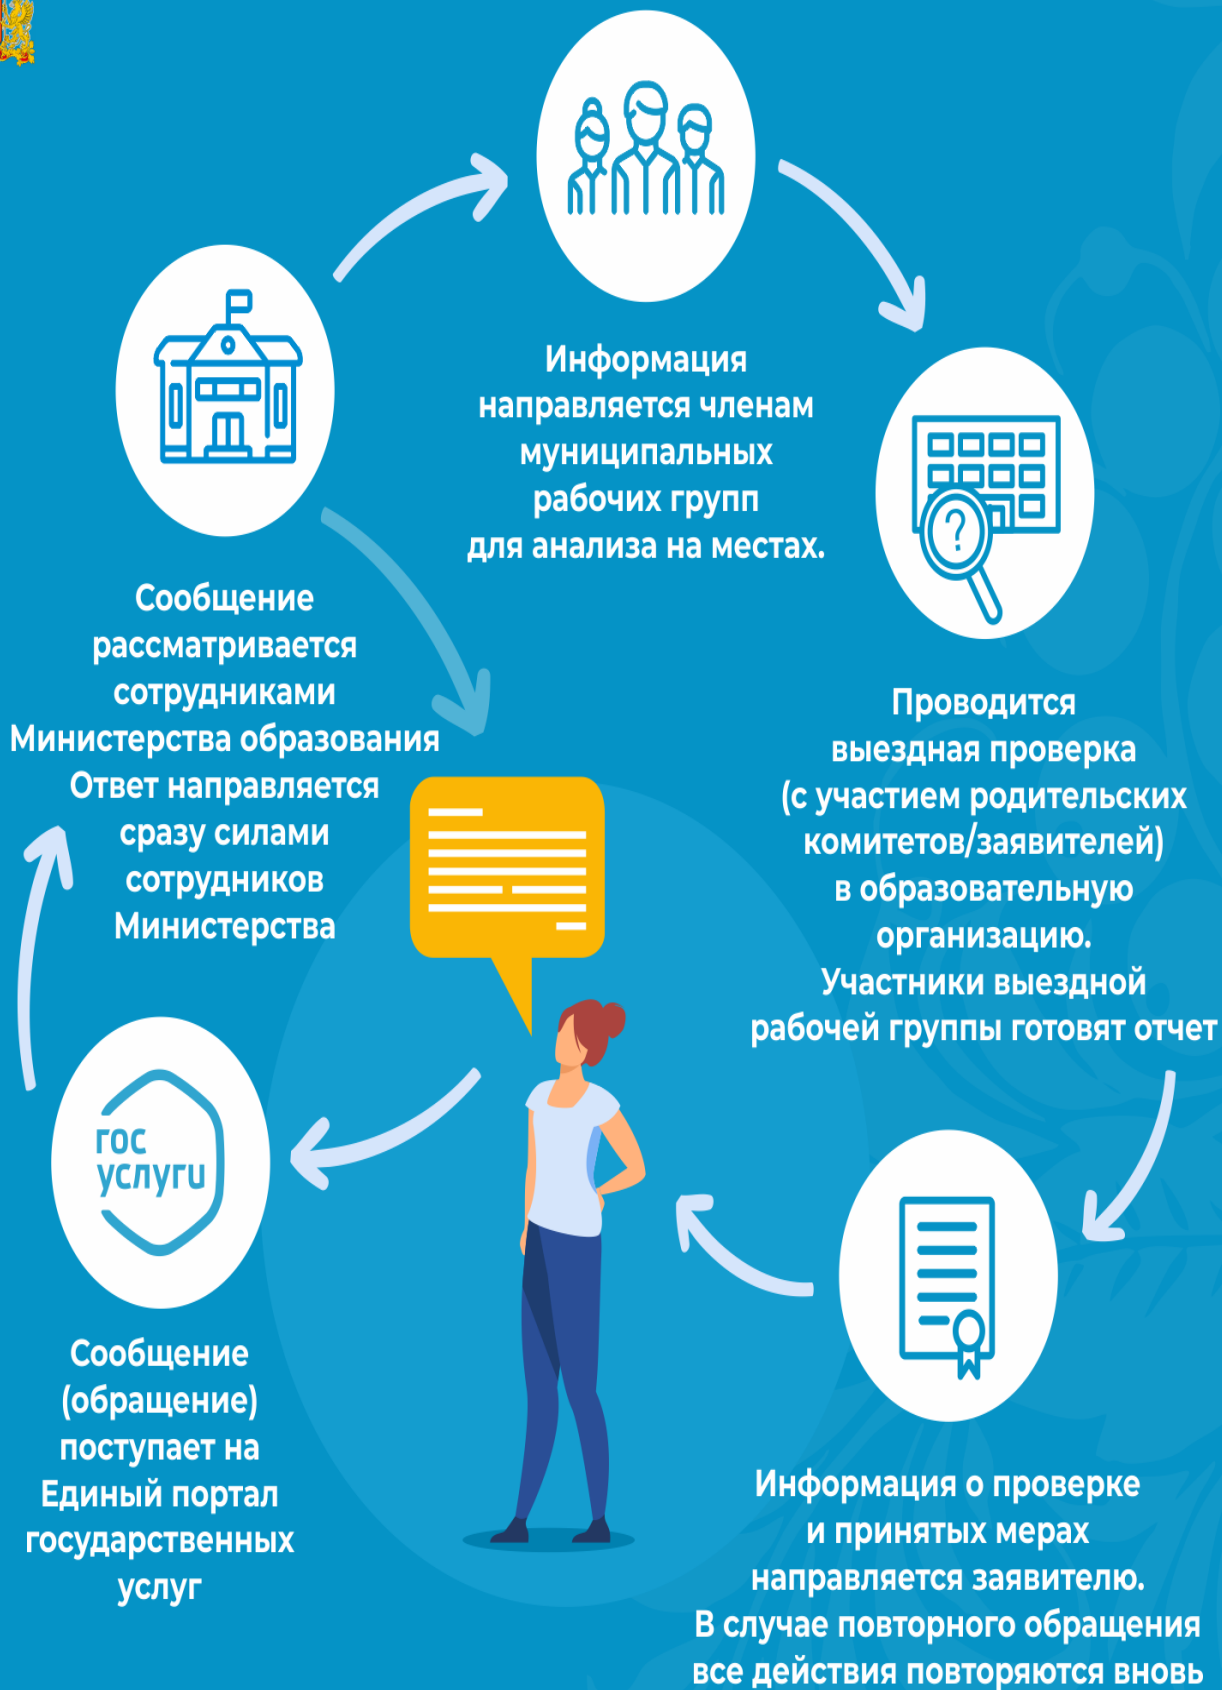 Информация
направляется членам
муниципальных
рабочих групп
для анализа на местах.
Сообщение
рассматривается
сотрудниками
Министерства образования
Ответ направляется
сразу силами
сотрудников
Министерства
?
Проводится
выездная проверка
(с участием родительских
комитетов/заявителей)
в образовательную
организацию.
Участники выездной
рабочей группы готовят отчет
гос
услуги
Сообщение
(обращение)
поступает на
Единый портал
государственных
услуг
Информация о проверке
и принятых мерах
направляется заявителю.
В случае повторного обращения
все действия повторяются вновь